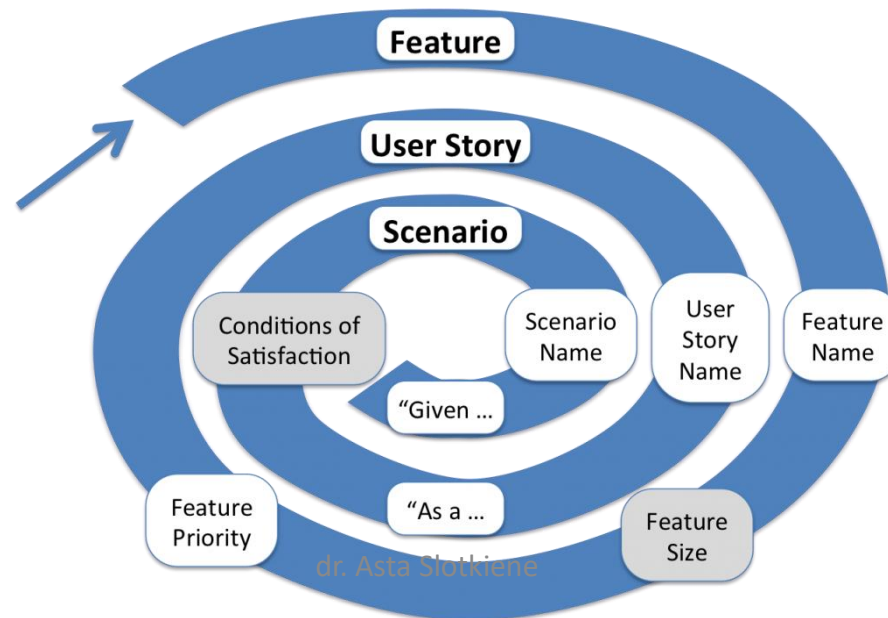 Feature
User Story
Scenario
Conditions of
Satisfaction
Scenario
Name
User
Story
Name
Feature
Name
“Given ...
Feature
Priority
“As a ...
Feature
Size
dr. Asta Slotkiene